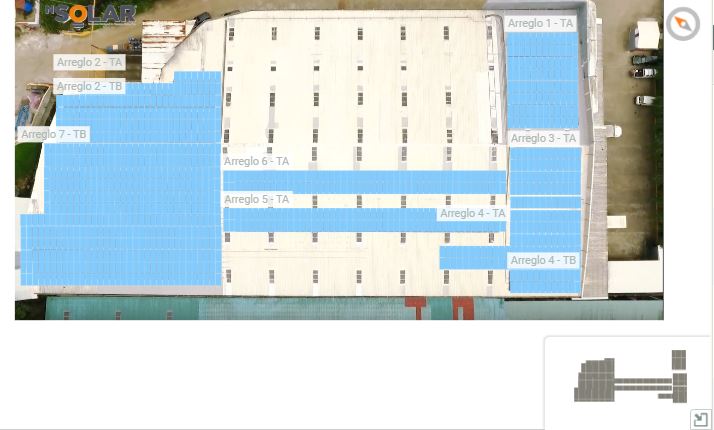 NSOLAR
Arreglo 1 - TA
Arreglo 2 - TA
Arreglo 2 - TB
Arreglo 7 - TB
Arreglo 3 - TA
Arreglo 6 - TA
Arreglo 5 - TA
Arreglo 4 - TA
Arreglo 4 - TB